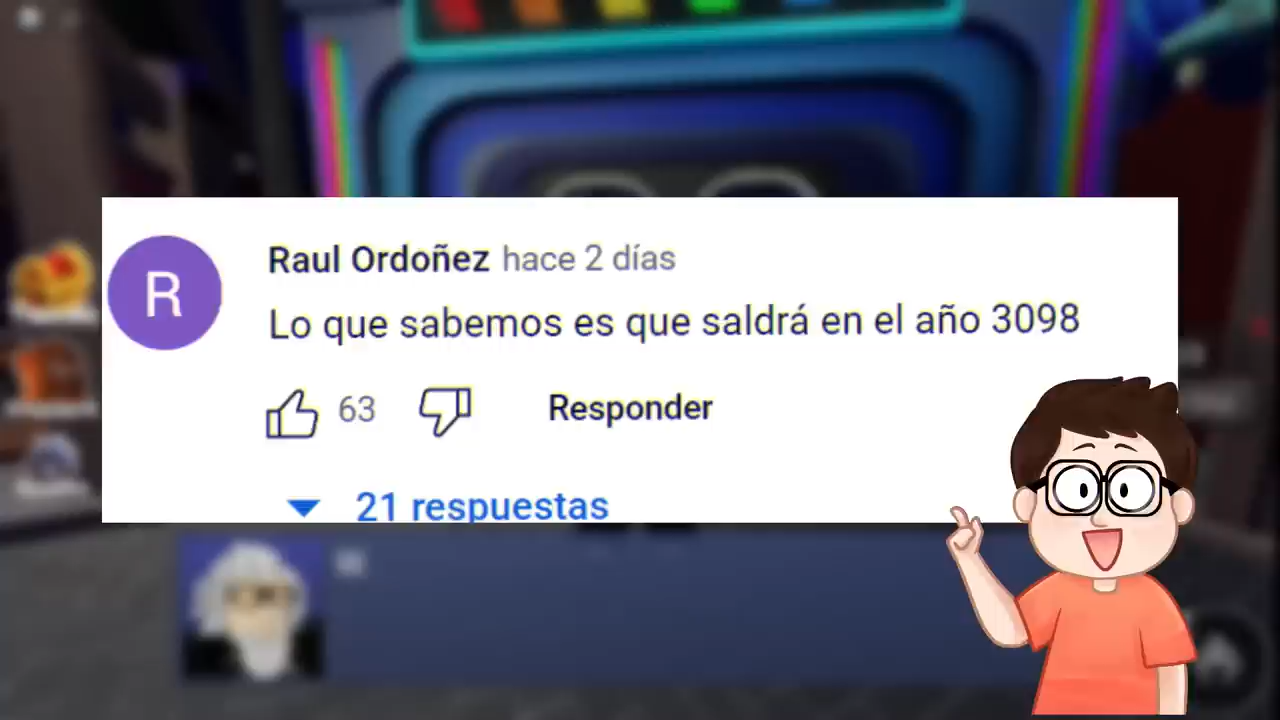 R
Raul Ordoñez hace 2 días
Lo que sabemos es que saldrá en el año 3098
63 Responder
21 respuestas